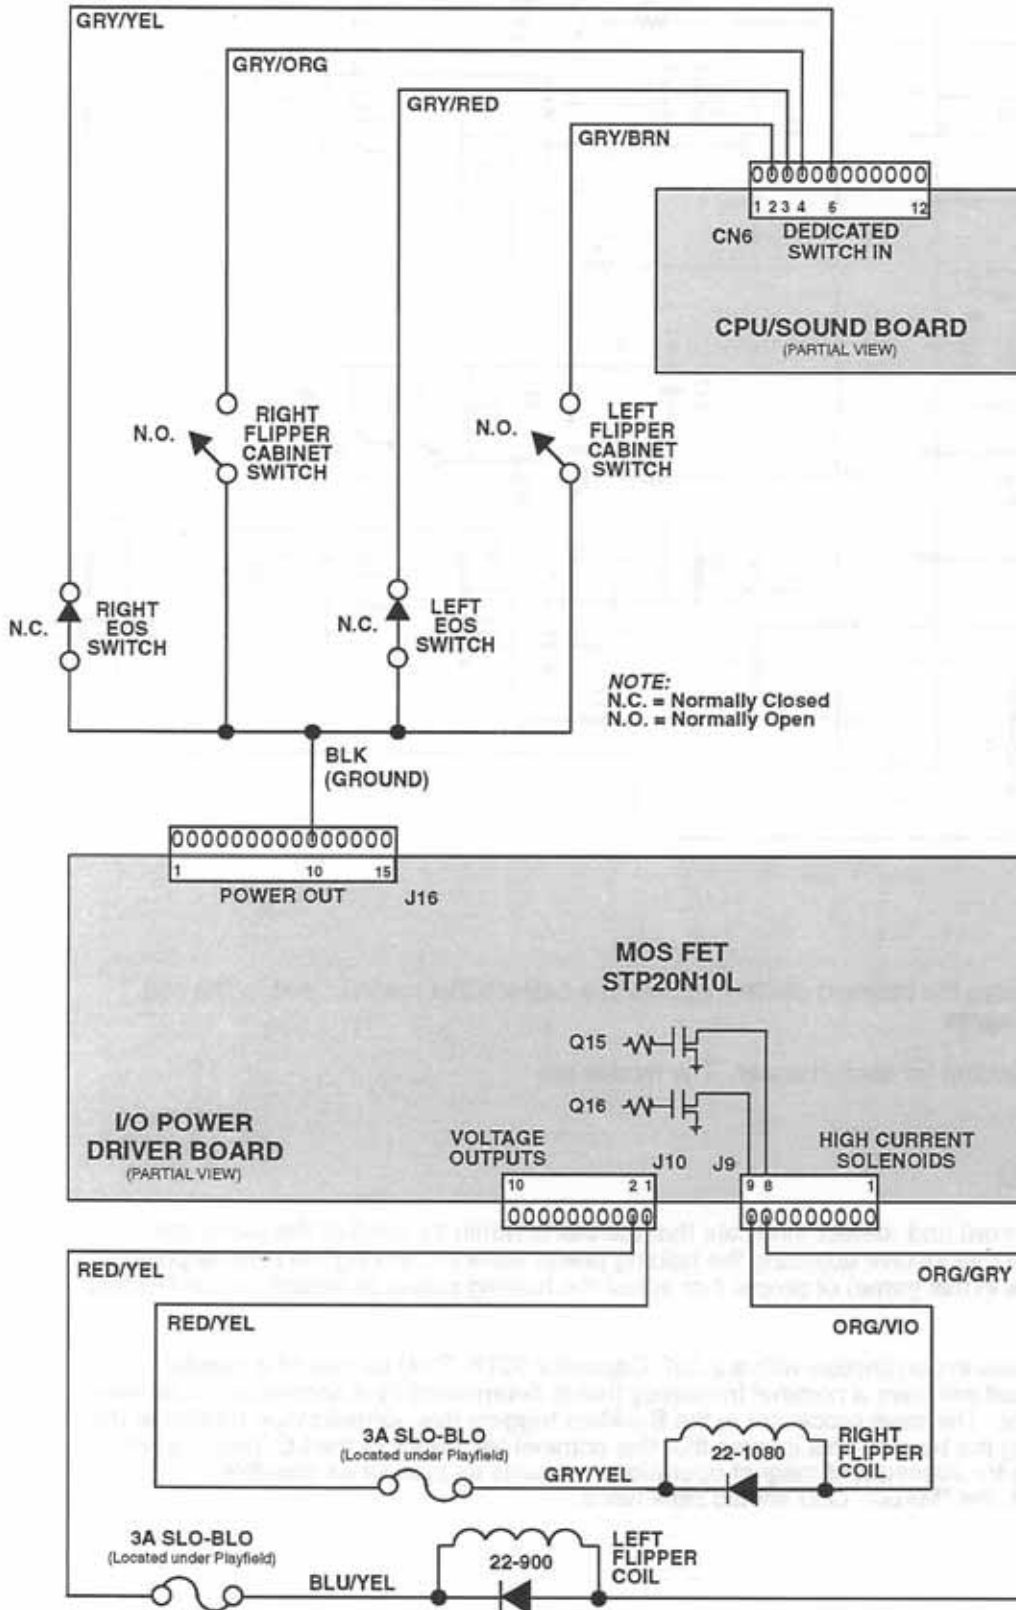 GRY/YEL
GRY/ORG
GRY/RED
GRY/BRN
1 2 3 4 6 12
CN6
DEDICATED
SWITCH IN
CPU/SOUND BOARD
(PARTIAL VIEW)
N.O.
RIGHT
FLIPPER
CABINET
SWITCH
N.O.
LEFT
FLIPPER
CABINET
SWITCH
N.C.
RIGHT
EOS
SWITCH
N.C.
LEFT
EOS
SWITCH
NOTE:
N.C. = Normally Closed
N.O. = Normally Open
BLK
(GROUND)
1 10 15
POWER OUT
J16
MOS FET
STP20N10L
Q15
Q16
I/O POWER
DRIVER BOARD
(PARTIAL VIEW)
VOLTAGE
OUTPUTS
J10
J9
HIGH CURRENT
SOLENOIDS
10 2 1
9 8 1
RED/YEL
ORG/GRY
RED/YEL
ORG/VIO
3A SLO-BLO
(Located under Playfield)
GRY/YEL
22-1080
RIGHT
FLIPPER
COIL
3A SLO-BLO
(Located under Playfield)
BLU/YEL
22-900
LEFT
FLIPPER
COIL